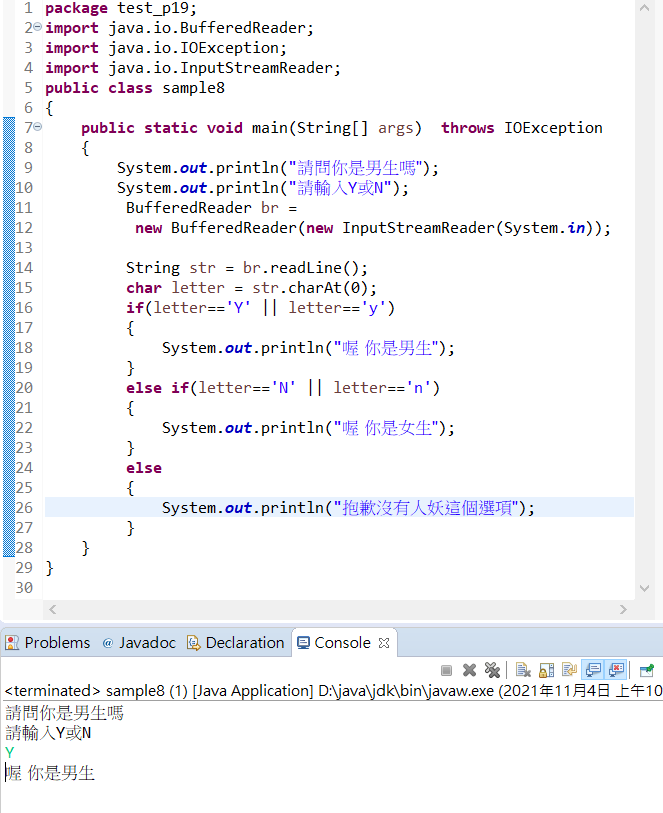 1 package test_p19;
2 import java.io.BufferedReader;
3 import java.io.IOException;
4 import java.io.InputStreamReader;
5 public class sample8
6 {
7     public static void main(String[] args)  throws IOException
8     {
9         System.out.println("請問你是男生嗎");
10         System.out.println("請輸入Y或N");
11          BufferedReader br =
12           new BufferedReader(new InputStreamReader(System.in));
13
14          String str = br.readLine();
15          char letter = str.charAt(0);
16          if(letter=='Y' || letter=='y')
17          {
18              System.out.println("喔 你是男生");
19          }
20          else if(letter=='N' || letter=='n')
21          {
22              System.out.println("喔 你是女生");
23          }
24          else
25          {
26              System.out.println("抱歉沒有人妖這個選項");
27          }
28     }
29 }
30
Problems @ Javadoc Declaration Console
<terminated> sample8 (1) [Java Application] D:\java\jdk\bin\javaw.exe (2021年11月4日 上午10
請問你是男生嗎
請輸入Y或N
Y
喔 你是男生